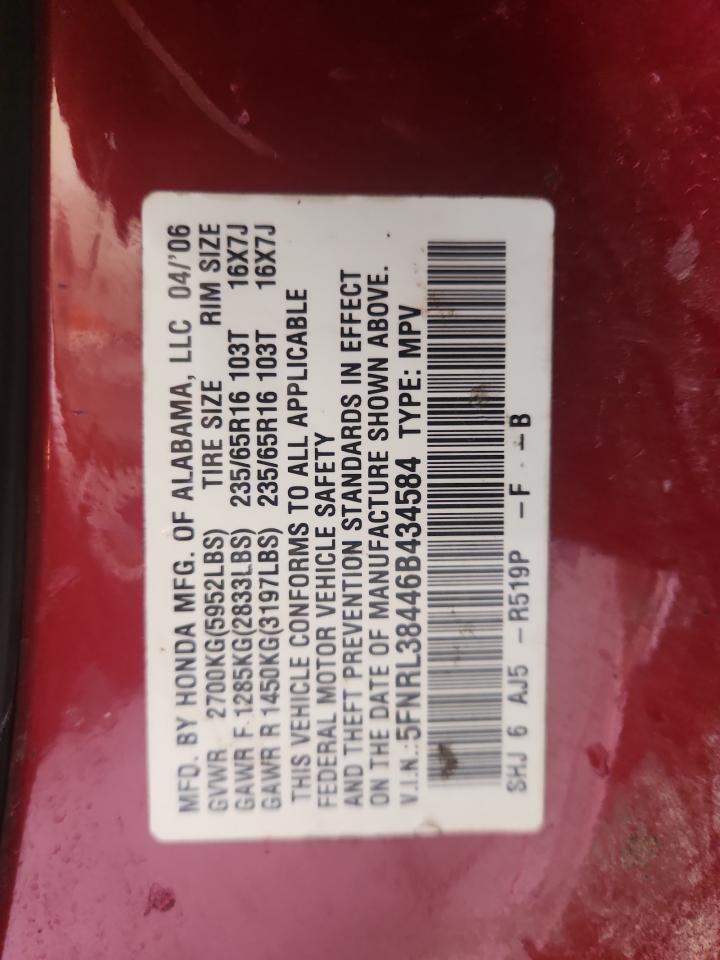 MFD. BY HONDA MFG. OF ALABAMA, LLC 04/'06
GVWR 2700KG(5952LBS) TIRE SIZE RIM SIZE
GAWR F 1285KG(2833LBS) 235/65R16 103T 16X7J
GAWR R 1450KG(3197LBS) 235/65R16 103T 16X7J
THIS VEHICLE CONFORMS TO ALL APPLICABLE
FEDERAL MOTOR VEHICLE SAFETY
AND THEFT PREVENTION STANDARDS IN EFFECT
ON THE DATE OF MANUFACTURE SHOWN ABOVE.
V.I.N.:5FNRL38446B434584 TYPE: MPV
SHJ 6 AJ5 -R519P -F -B